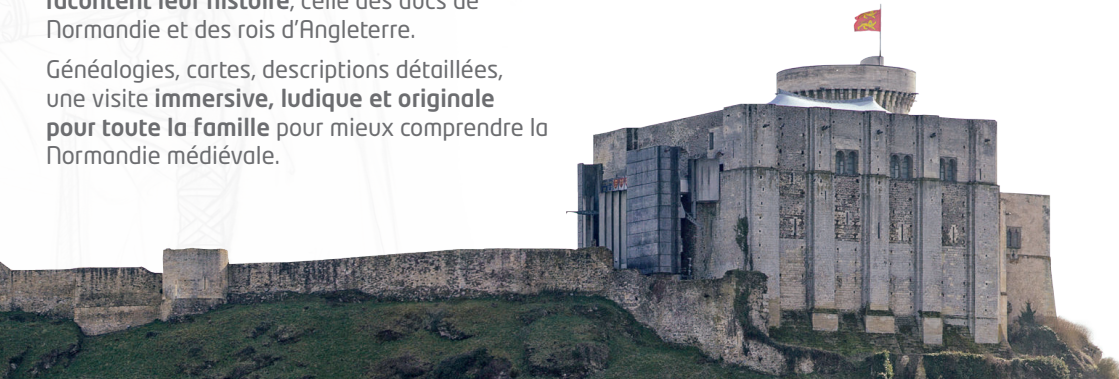 racontent leur histoire, celle des ducs de
Normandie et des rois d'Angleterre.
Généalogies, cartes, descriptions détaillées,
une visite immersive, ludique et originale
pour toute la famille pour mieux comprendre la
Normandie médiévale.